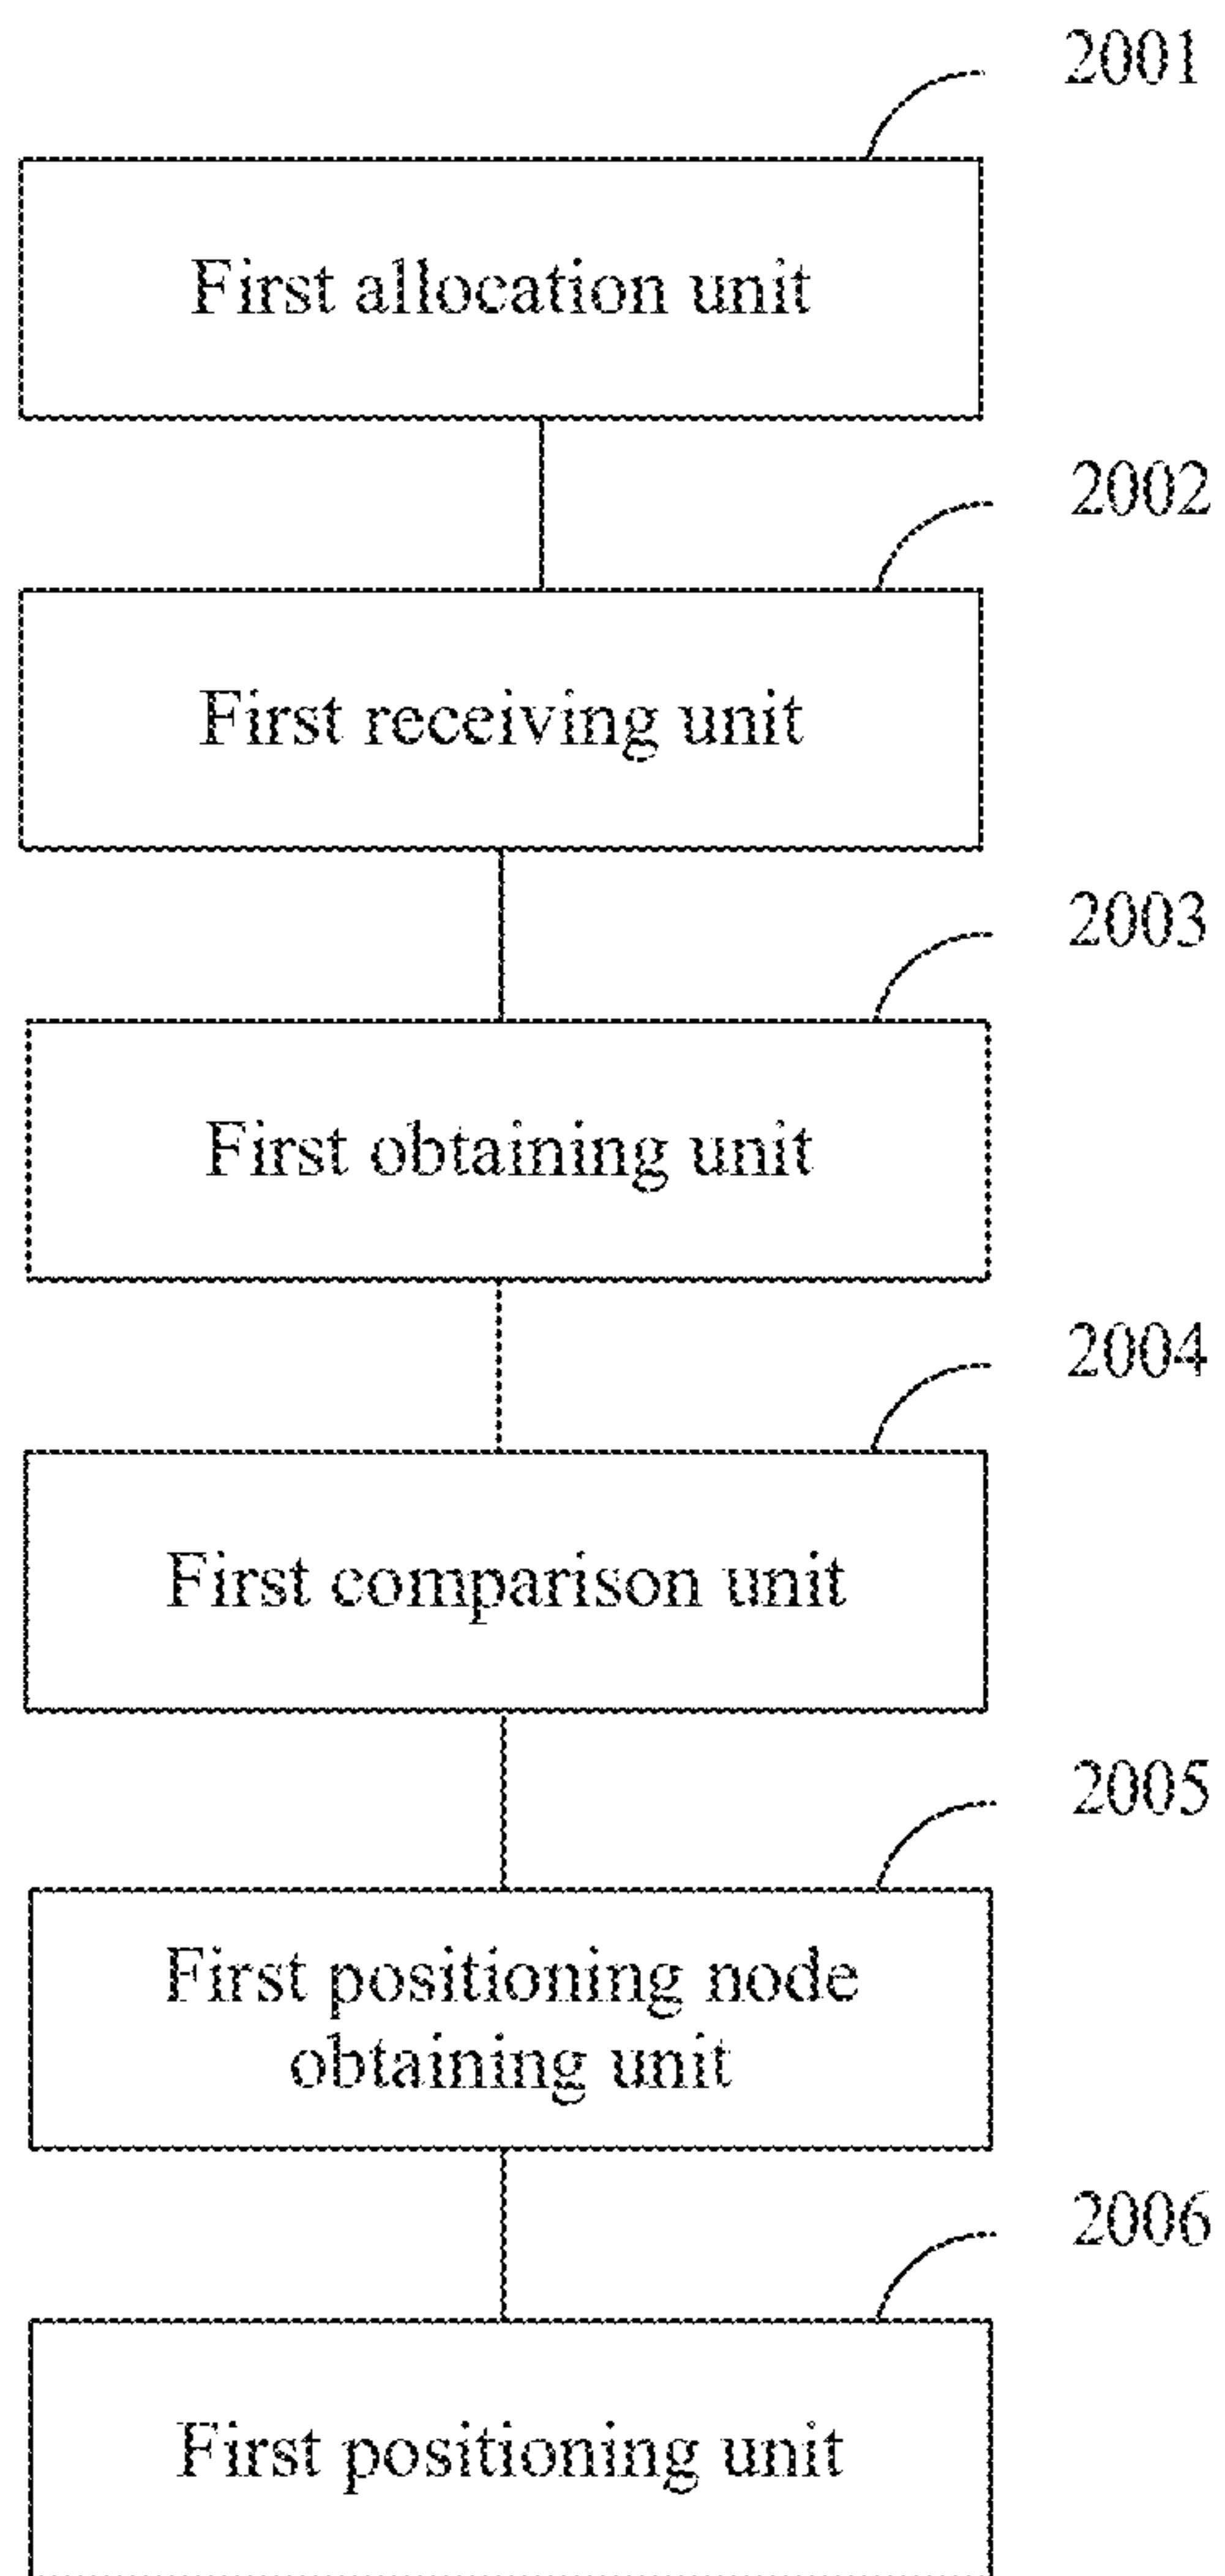 2001
First allocation unit
2002
First receiving unit
2003
First obtaining unit
2004
First comparison unit
2005
First positioning node
obtaining unit
2006
First positioning unit